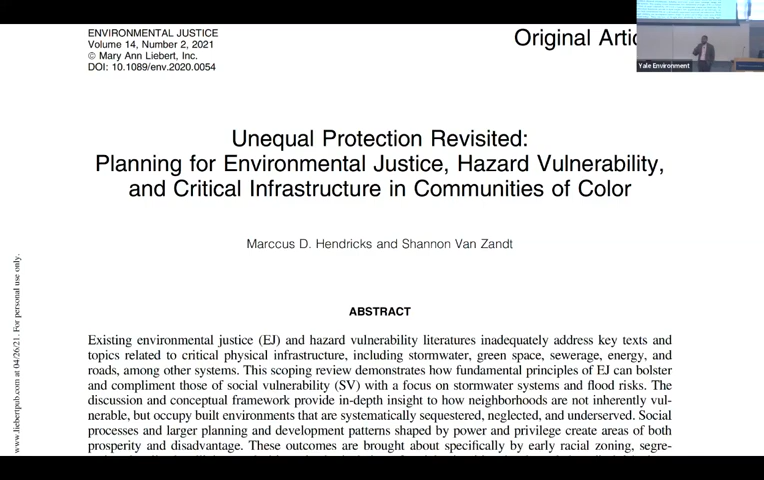 ENVIRONMENTAL JUSTICE
Volume 14, Number 2, 2021
© Mary Ann Liebert, Inc.
DOI: 10.1089/env.2020.0054
Original Artic
Yale Environment
Unequal Protection Revisited:
Planning for Environmental Justice, Hazard Vulnerability,
and Critical Infrastructure in Communities of Color
Marccus D. Hendricks and Shannon Van Zandt
www.liebertpub.com at 04/26/21. For personal use only.
ABSTRACT
Existing environmental justice (EJ) and hazard vulnerability literatures inadequately address key texts and
topics related to critical physical infrastructure, including stormwater, green space, sewerage, energy, and
roads, among other systems. This scoping review demonstrates how fundamental principles of EJ can bolster
and compliment those of social vulnerability (SV) with a focus on stormwater systems and flood risks. The
discussion and conceptual framework provide in-depth insight to how neighborhoods are not inherently vul-
nerable, but occupy built environments that are systematically sequestered, neglected, and underserved. Social
processes and larger planning and development patterns shaped by power and privilege create areas of both
prosperity and disadvantage. These outcomes are brought about specifically by early racial zoning, segre-